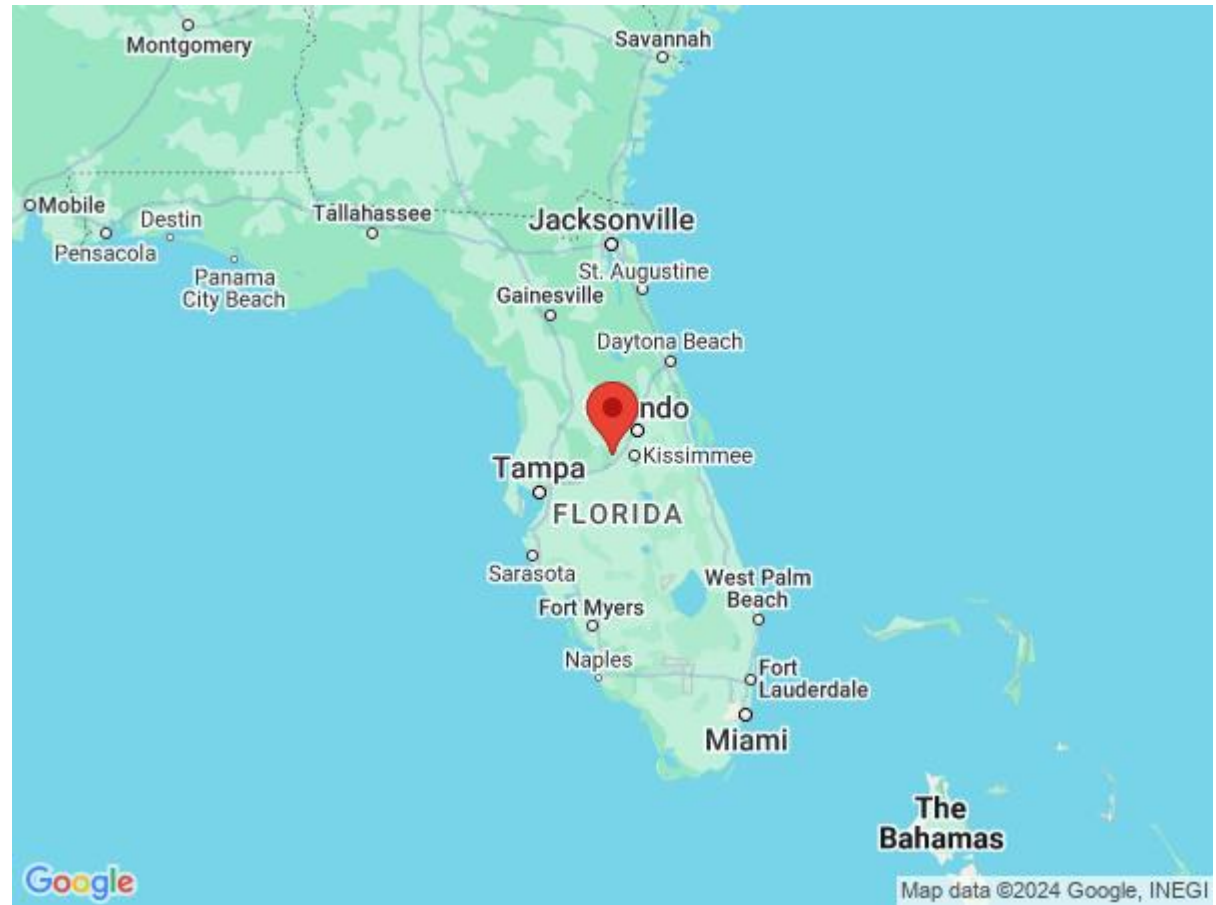 Montgomery
Savannah
Mobile
Destin
Tallahassee
Jacksonville
Pensacola
St. Augustine
Panama
City Beach
Gainesville
Daytona Beach
ndo
Kissimmee
Tampa
FLORIDA
Sarasota
West Palm
Beach
Fort Myers
Naples
Fort
Lauderdale
Miami
The
Bahamas
Google
Map data ©2024 Google, INEGI